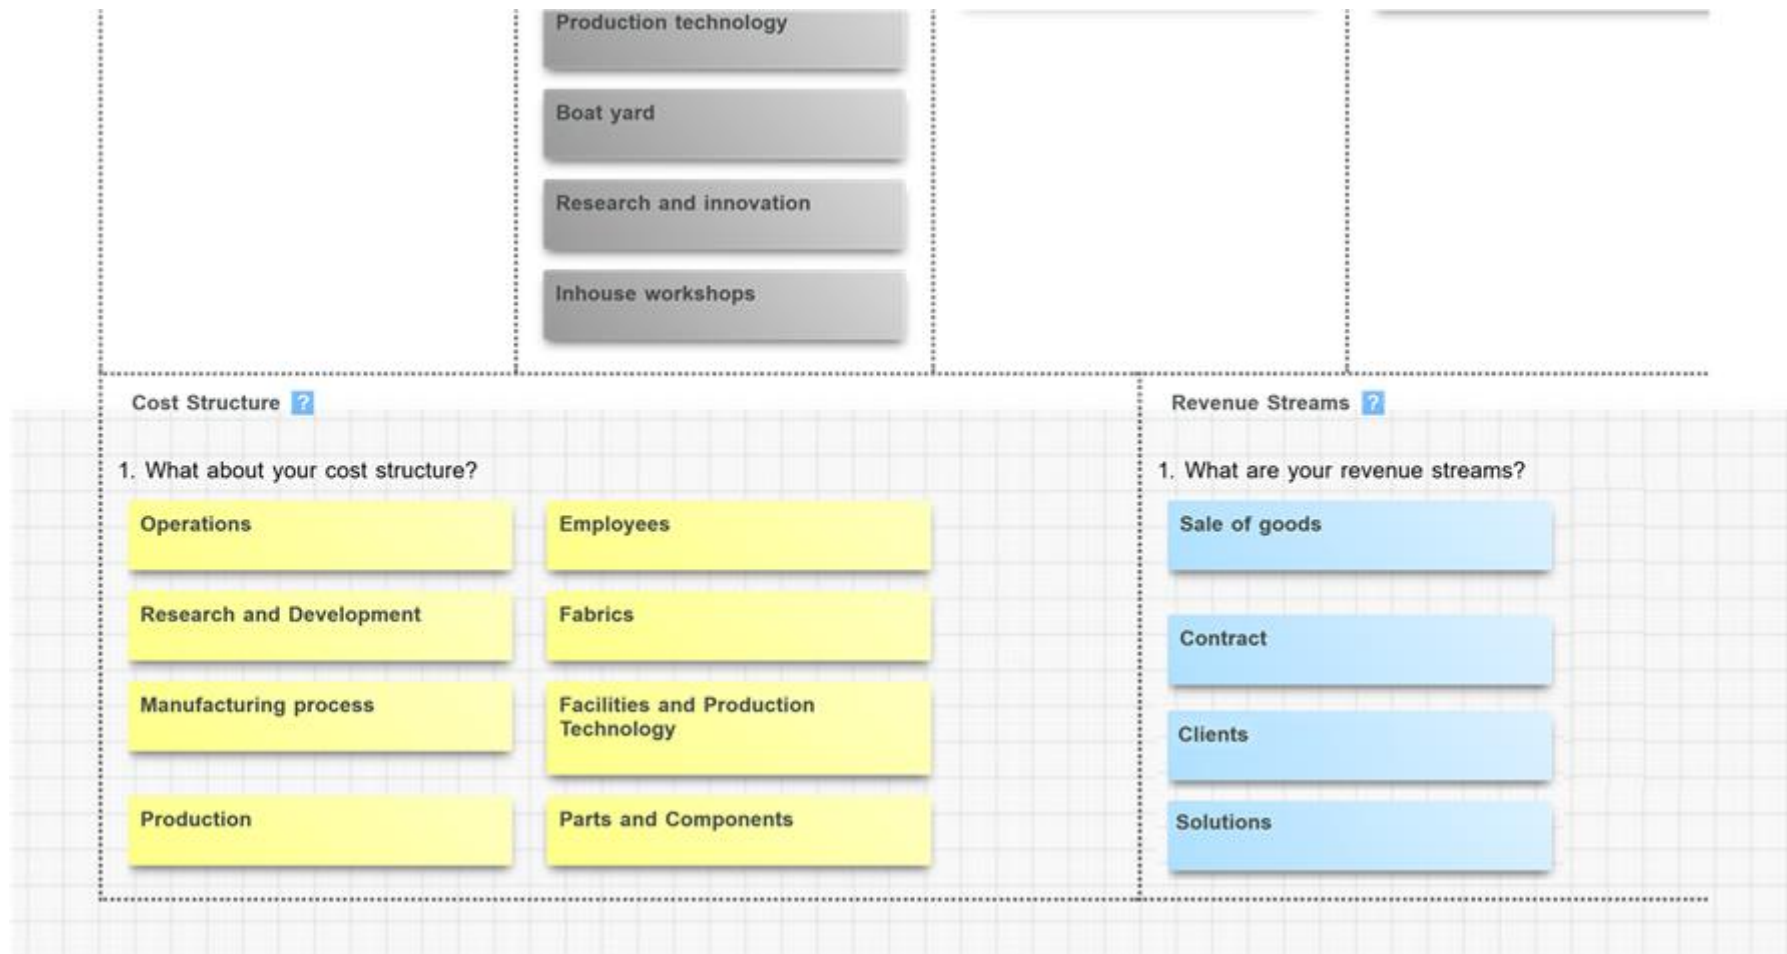 Production technology
Boat yard
Research and innovation
Inhouse workshops
Cost Structure ?
1. What about your cost structure?
Operations
Employees
Research and Development
Fabrics
Manufacturing process
Facilities and Production
Technology
Production
Parts and Components
Revenue Streams ?
1. What are your revenue streams?
Sale of goods
Contract
Clients
Solutions